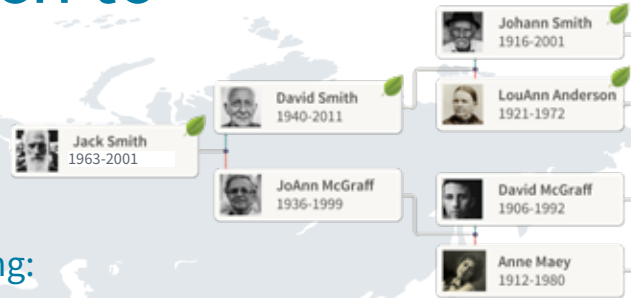 Johann Smith
1916-2001
David Smith
1940-2011
LouAnn Anderson
1921-1972
Jack Smith
1963-2001
JoAnn McGraff
1936-1999
David McGraff
1906-1992
Anne Maey
1912-1980